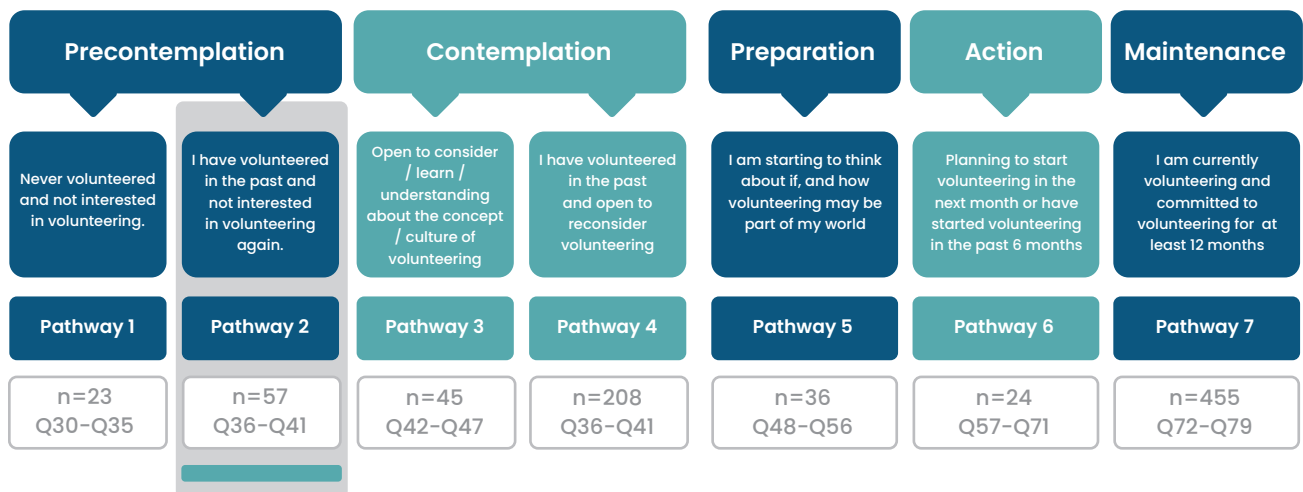 Precontemplation
Contemplation
Preparation
Action
Maintenance
Never volunteered
and not interested
in volunteering.
I have volunteered
in the past and
not interested
in volunteering
again.
Open to consider
/ learn /
understanding
about the concept
/ culture of
volunteering
I have volunteered
in the past
and open to
reconsider
volunteering
I am starting to think
about if, and how
volunteering may be
part of my world
Planning to start
volunteering in the
next month or have
started volunteering
in the past 6 months
I am currently
volunteering and
committed to
volunteering for at
least 12 months
Pathway 1
Pathway 2
Pathway 3
Pathway 4
Pathway 5
Pathway 6
Pathway 7
n=23
Q30-Q35
n=57
Q36-Q41
n=45
Q42-Q47
n=208
Q36-Q41
n=36
Q48-Q56
n=24
Q57-Q71
n=455
Q72-Q79